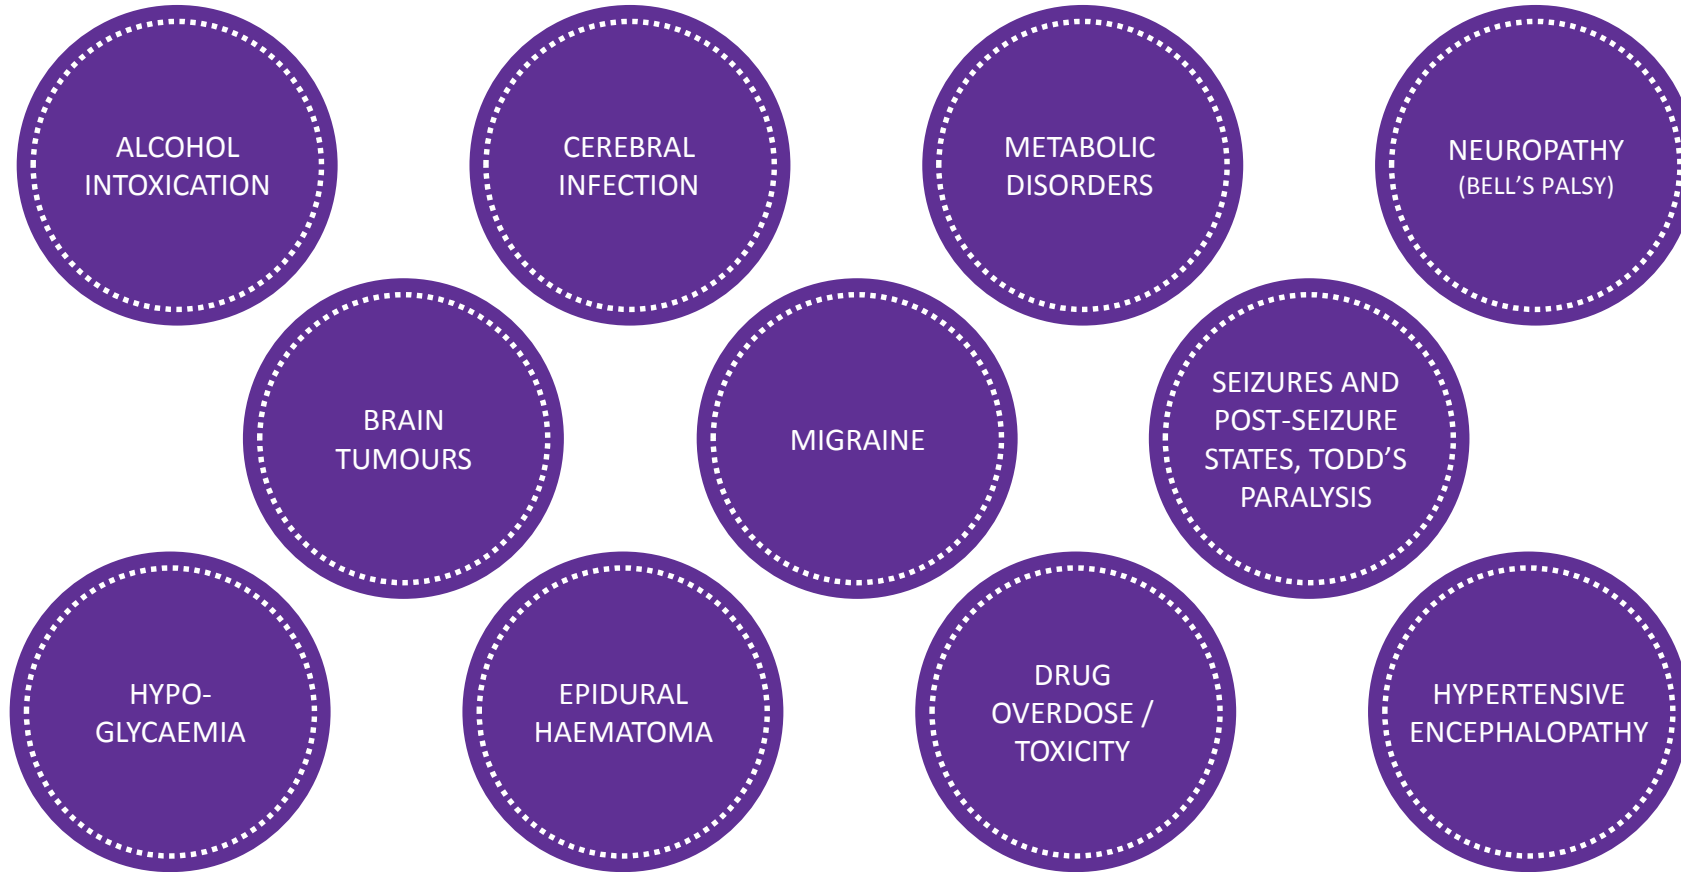 ALCOHOL
INTOXICATION
CEREBRAL
INFECTION
METABOLIC
DISORDERS
NEUROPATHY
(BELL’S PALSY)
BRAIN
TUMOURS
MIGRAINE
SEIZURES AND
POST-SEIZURE
STATES, TODD’S
PARALYSIS
HYPO-
GLYCAEMIA
EPIDURAL
HAEMATOMA
DRUG
OVERDOSE /
TOXICITY
HYPERTENSIVE
ENCEPHALOPATHY